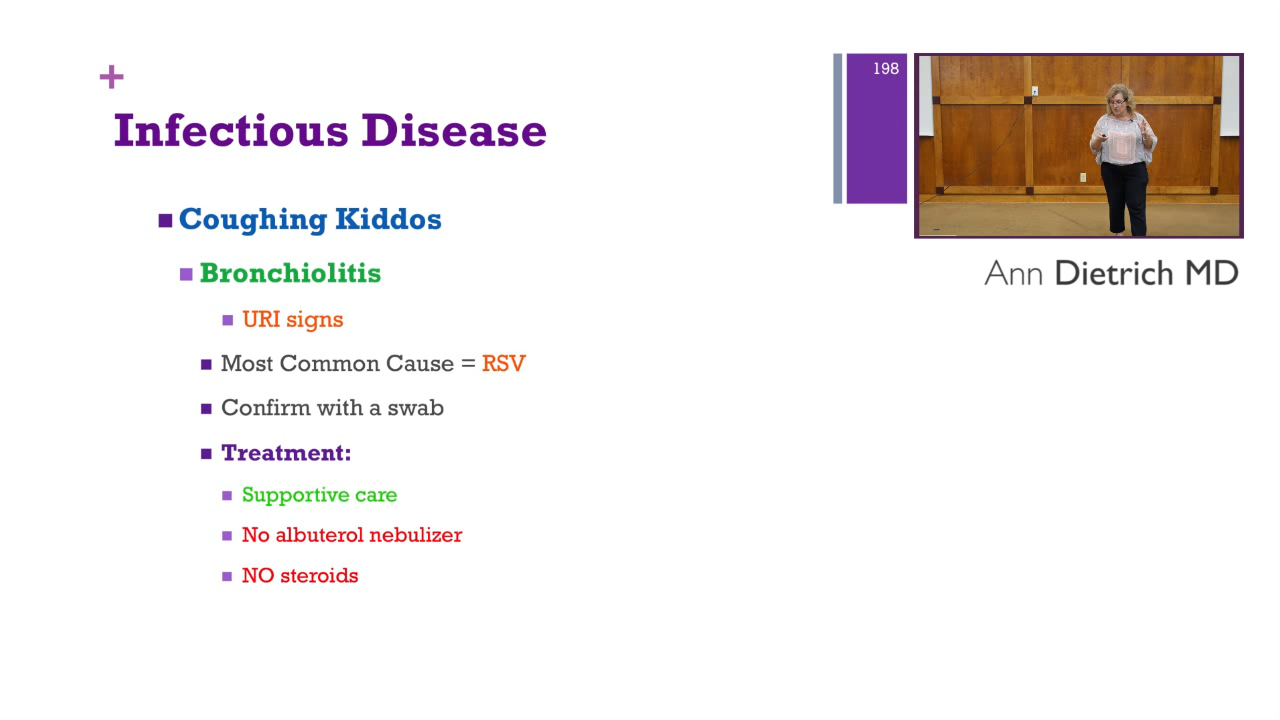 +
Infectious Disease
198
Coughing Kiddos
Bronchiolitis
URI signs
Most Common Cause = RSV
Confirm with a swab
Treatment:
Supportive care
No albuterol nebulizer
NO steroids
Ann Dietrich MD